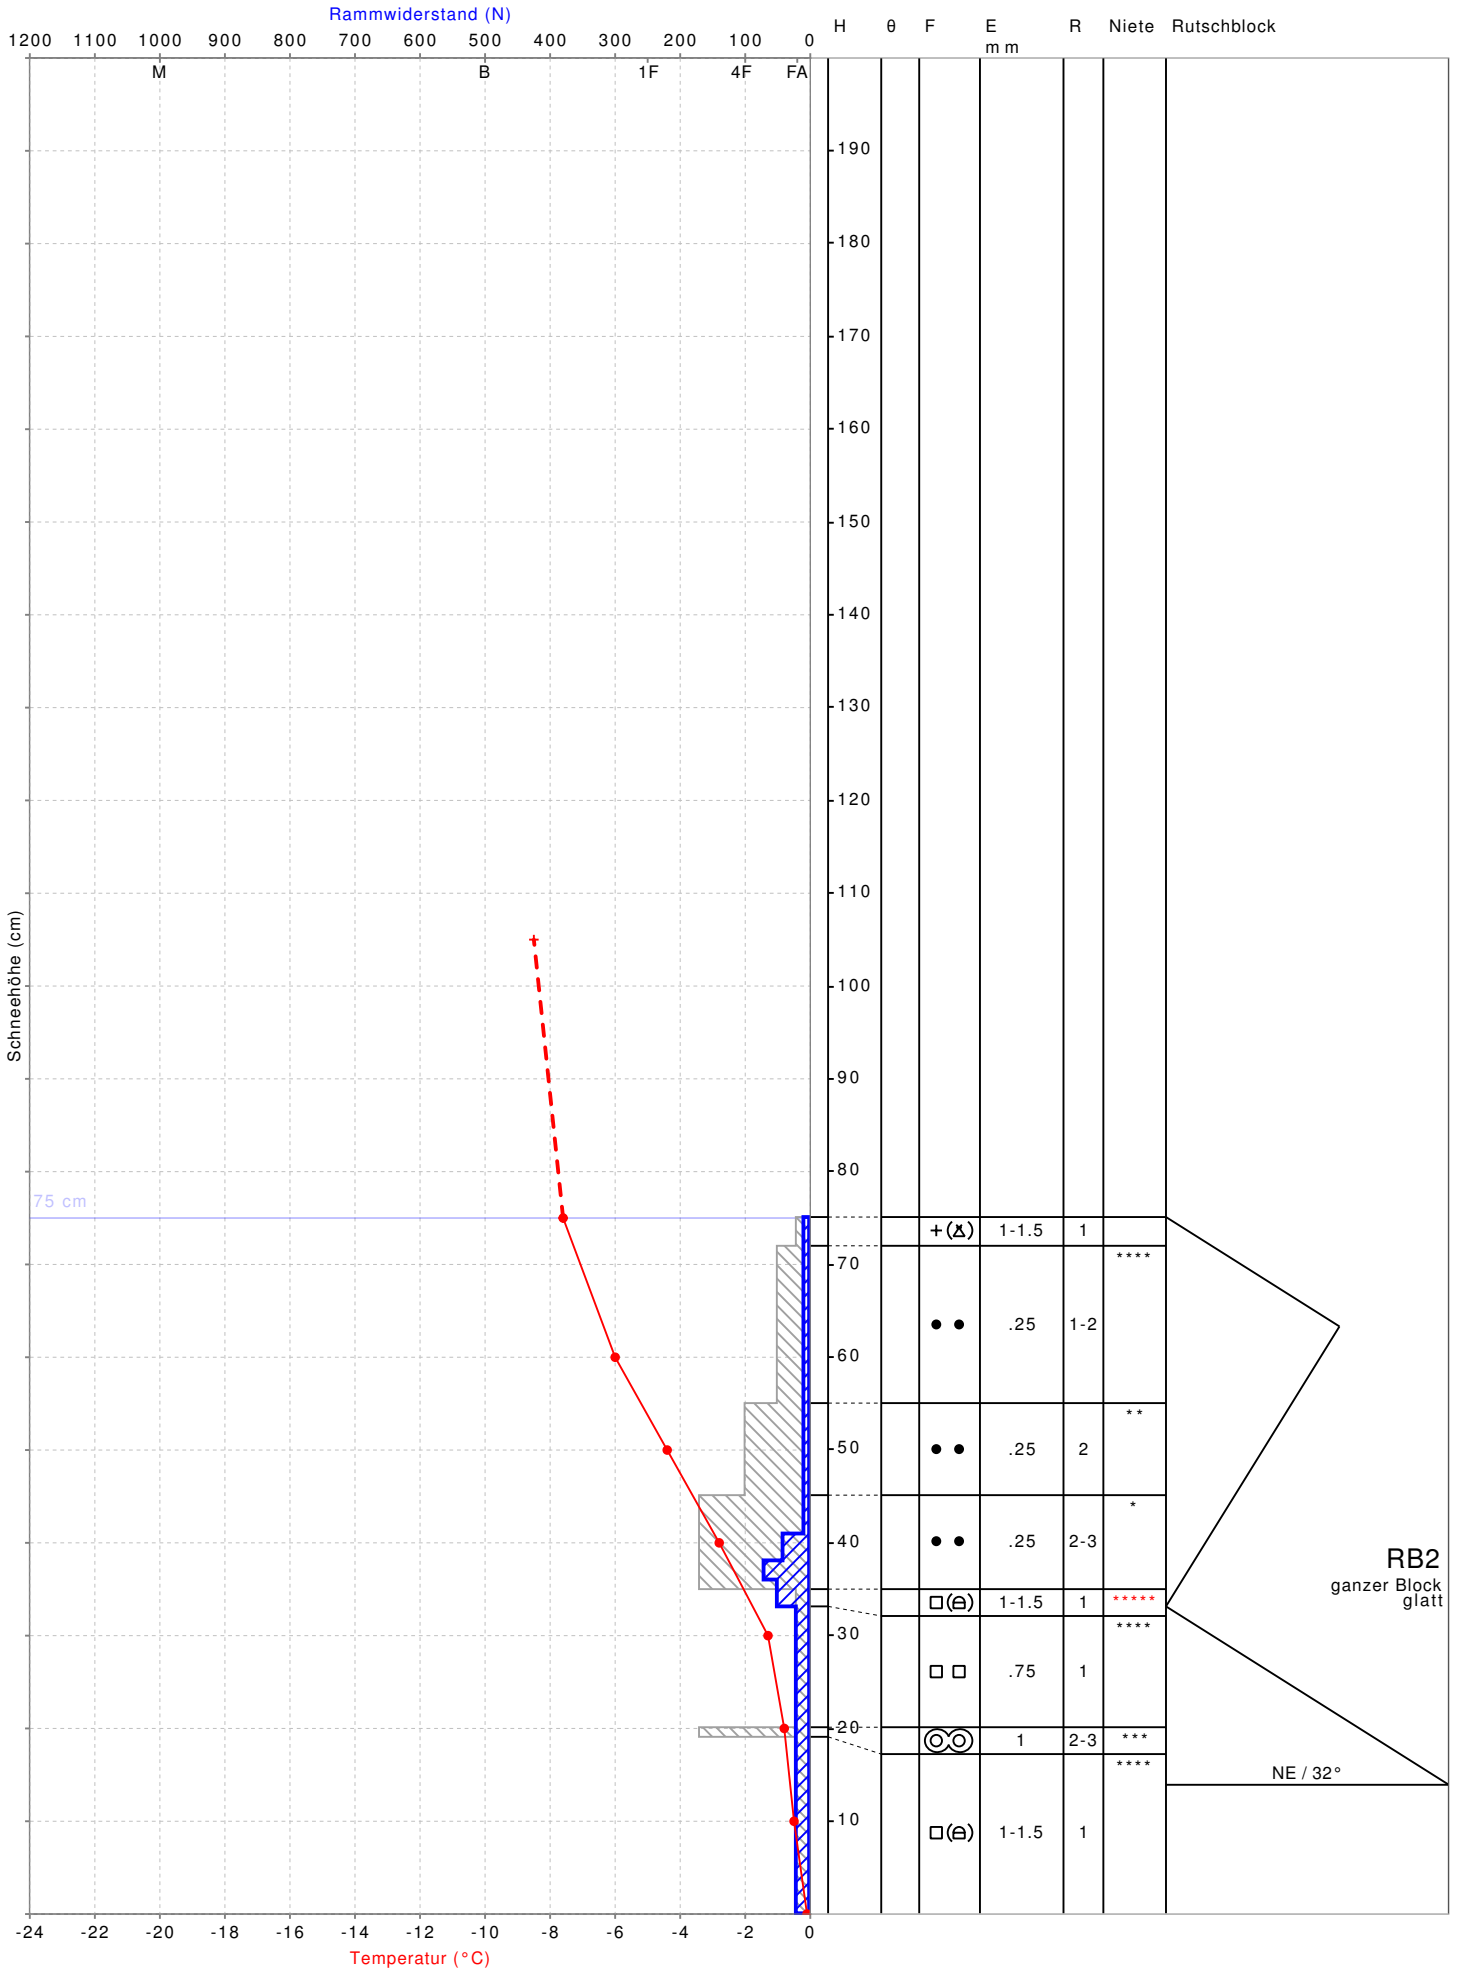 Rammwiderstand (N)
1200 1100 1000 900 800 700 600 500 400 300 200 100 0
M B 1F 4F FA
H θ F E R Niete Rutschblock
mm
190
180
170
160
150
140
130
120
110
100
90
80
70
60
50
40
30
20
10
Schneehöhe (cm)
75 cm
+ ( ) 1-1.5 1
****
.25 1-2
**
.25 2
*
.25 2-3
( ) 1-1.5 1 *****
****
.75 1
1 2-3 ***
****
( ) 1-1.5 1
RB2
ganzer Block
glatt
NE / 32°
-24 -22 -20 -18 -16 -14 -12 -10 -8 -6 -4 -2 0
Temperatur (°C)